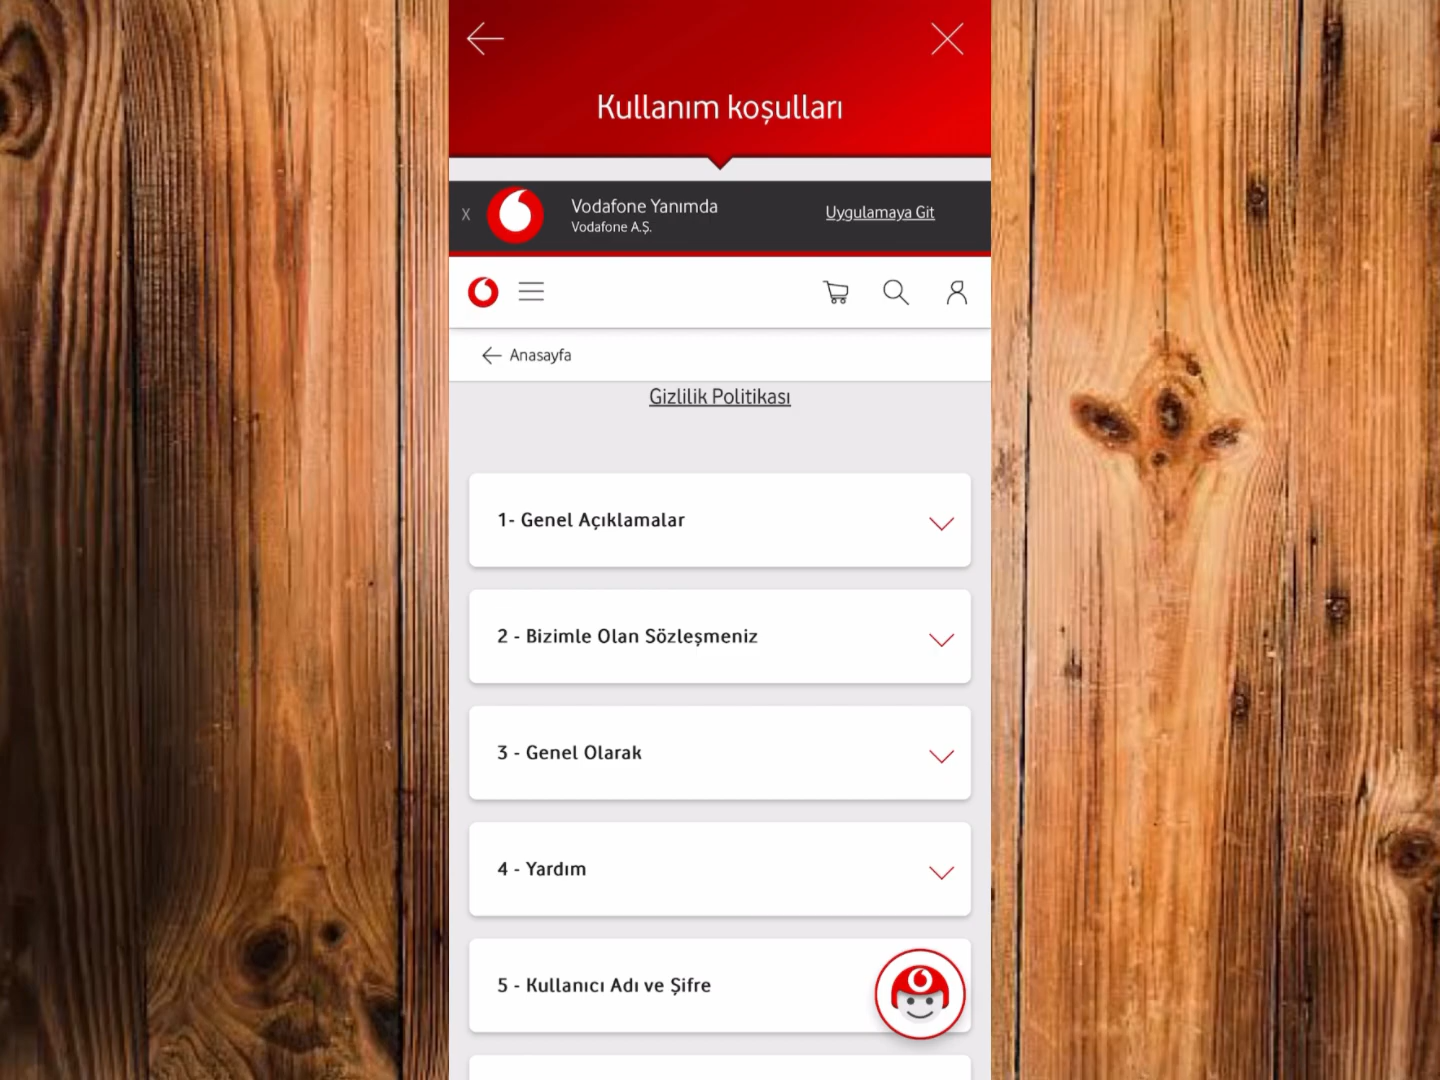 Kullanım koşulları
X
Vodafone Yanımda
Vodafone A.Ş.
Uygulamaya Git
Anasayfa
Gizlilik Politikası
1- Genel Açıklamalar
2 - Bizimle Olan Sözleşmeniz
3 - Genel Olarak
4 - Yardım
5 - Kullanıcı Adı ve Şifre